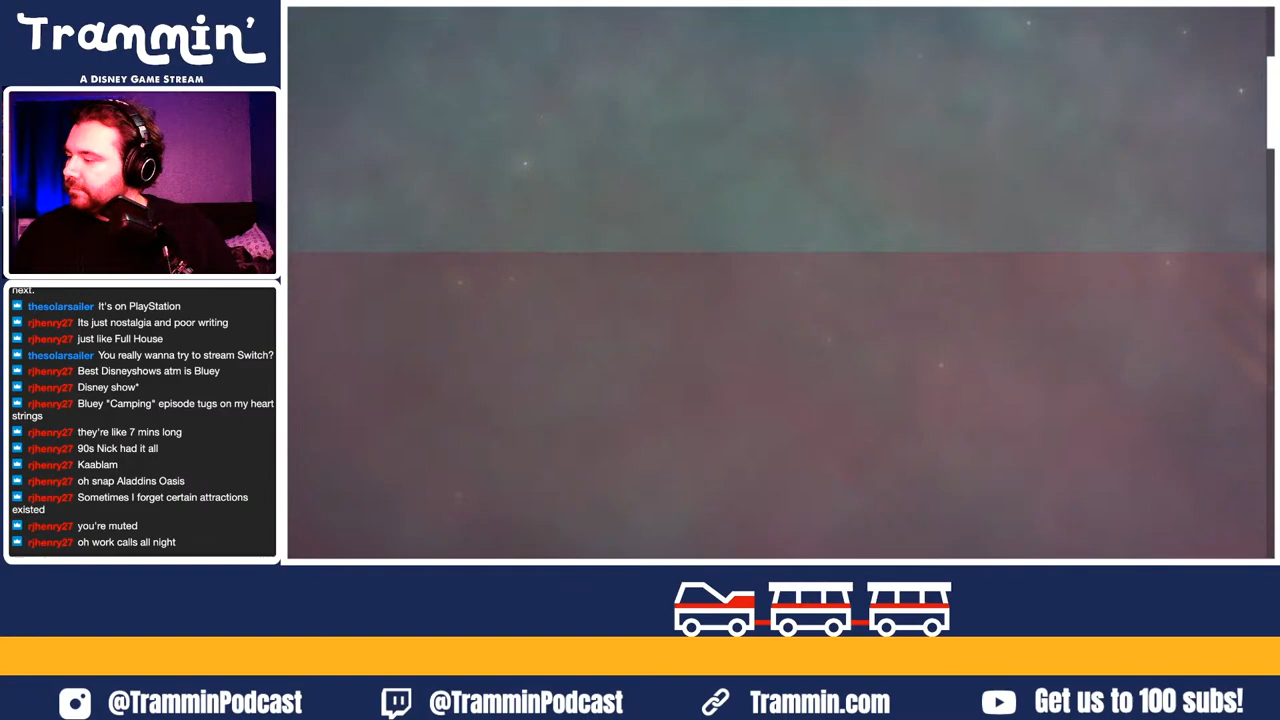 Trammin'
A DISNEY GAME STREAM
next.
thesolarsailer It's on PlayStation
rjhenry27 Its just nostalgia and poor writing
rjhenry27 just like Full House
thesolarsailer You really wanna try to stream Switch?
rjhenry27 Best Disneyshows atm is Bluey
rjhenry27 Disney show*
rjhenry27 Bluey "Camping" episode tugs on my heart
strings
rjhenry27 they're like 7 mins long
rjhenry27 90s Nick had it all
rjhenry27 Kaablam
rjhenry27 oh snap Aladdins Oasis
rjhenry27 Sometimes I forget certain attractions
existed
rjhenry27 you're muted
rjhenry27 oh work calls all night
@TramminPodcast @TramminPodcast Trammin.com Get us to 100 subs!